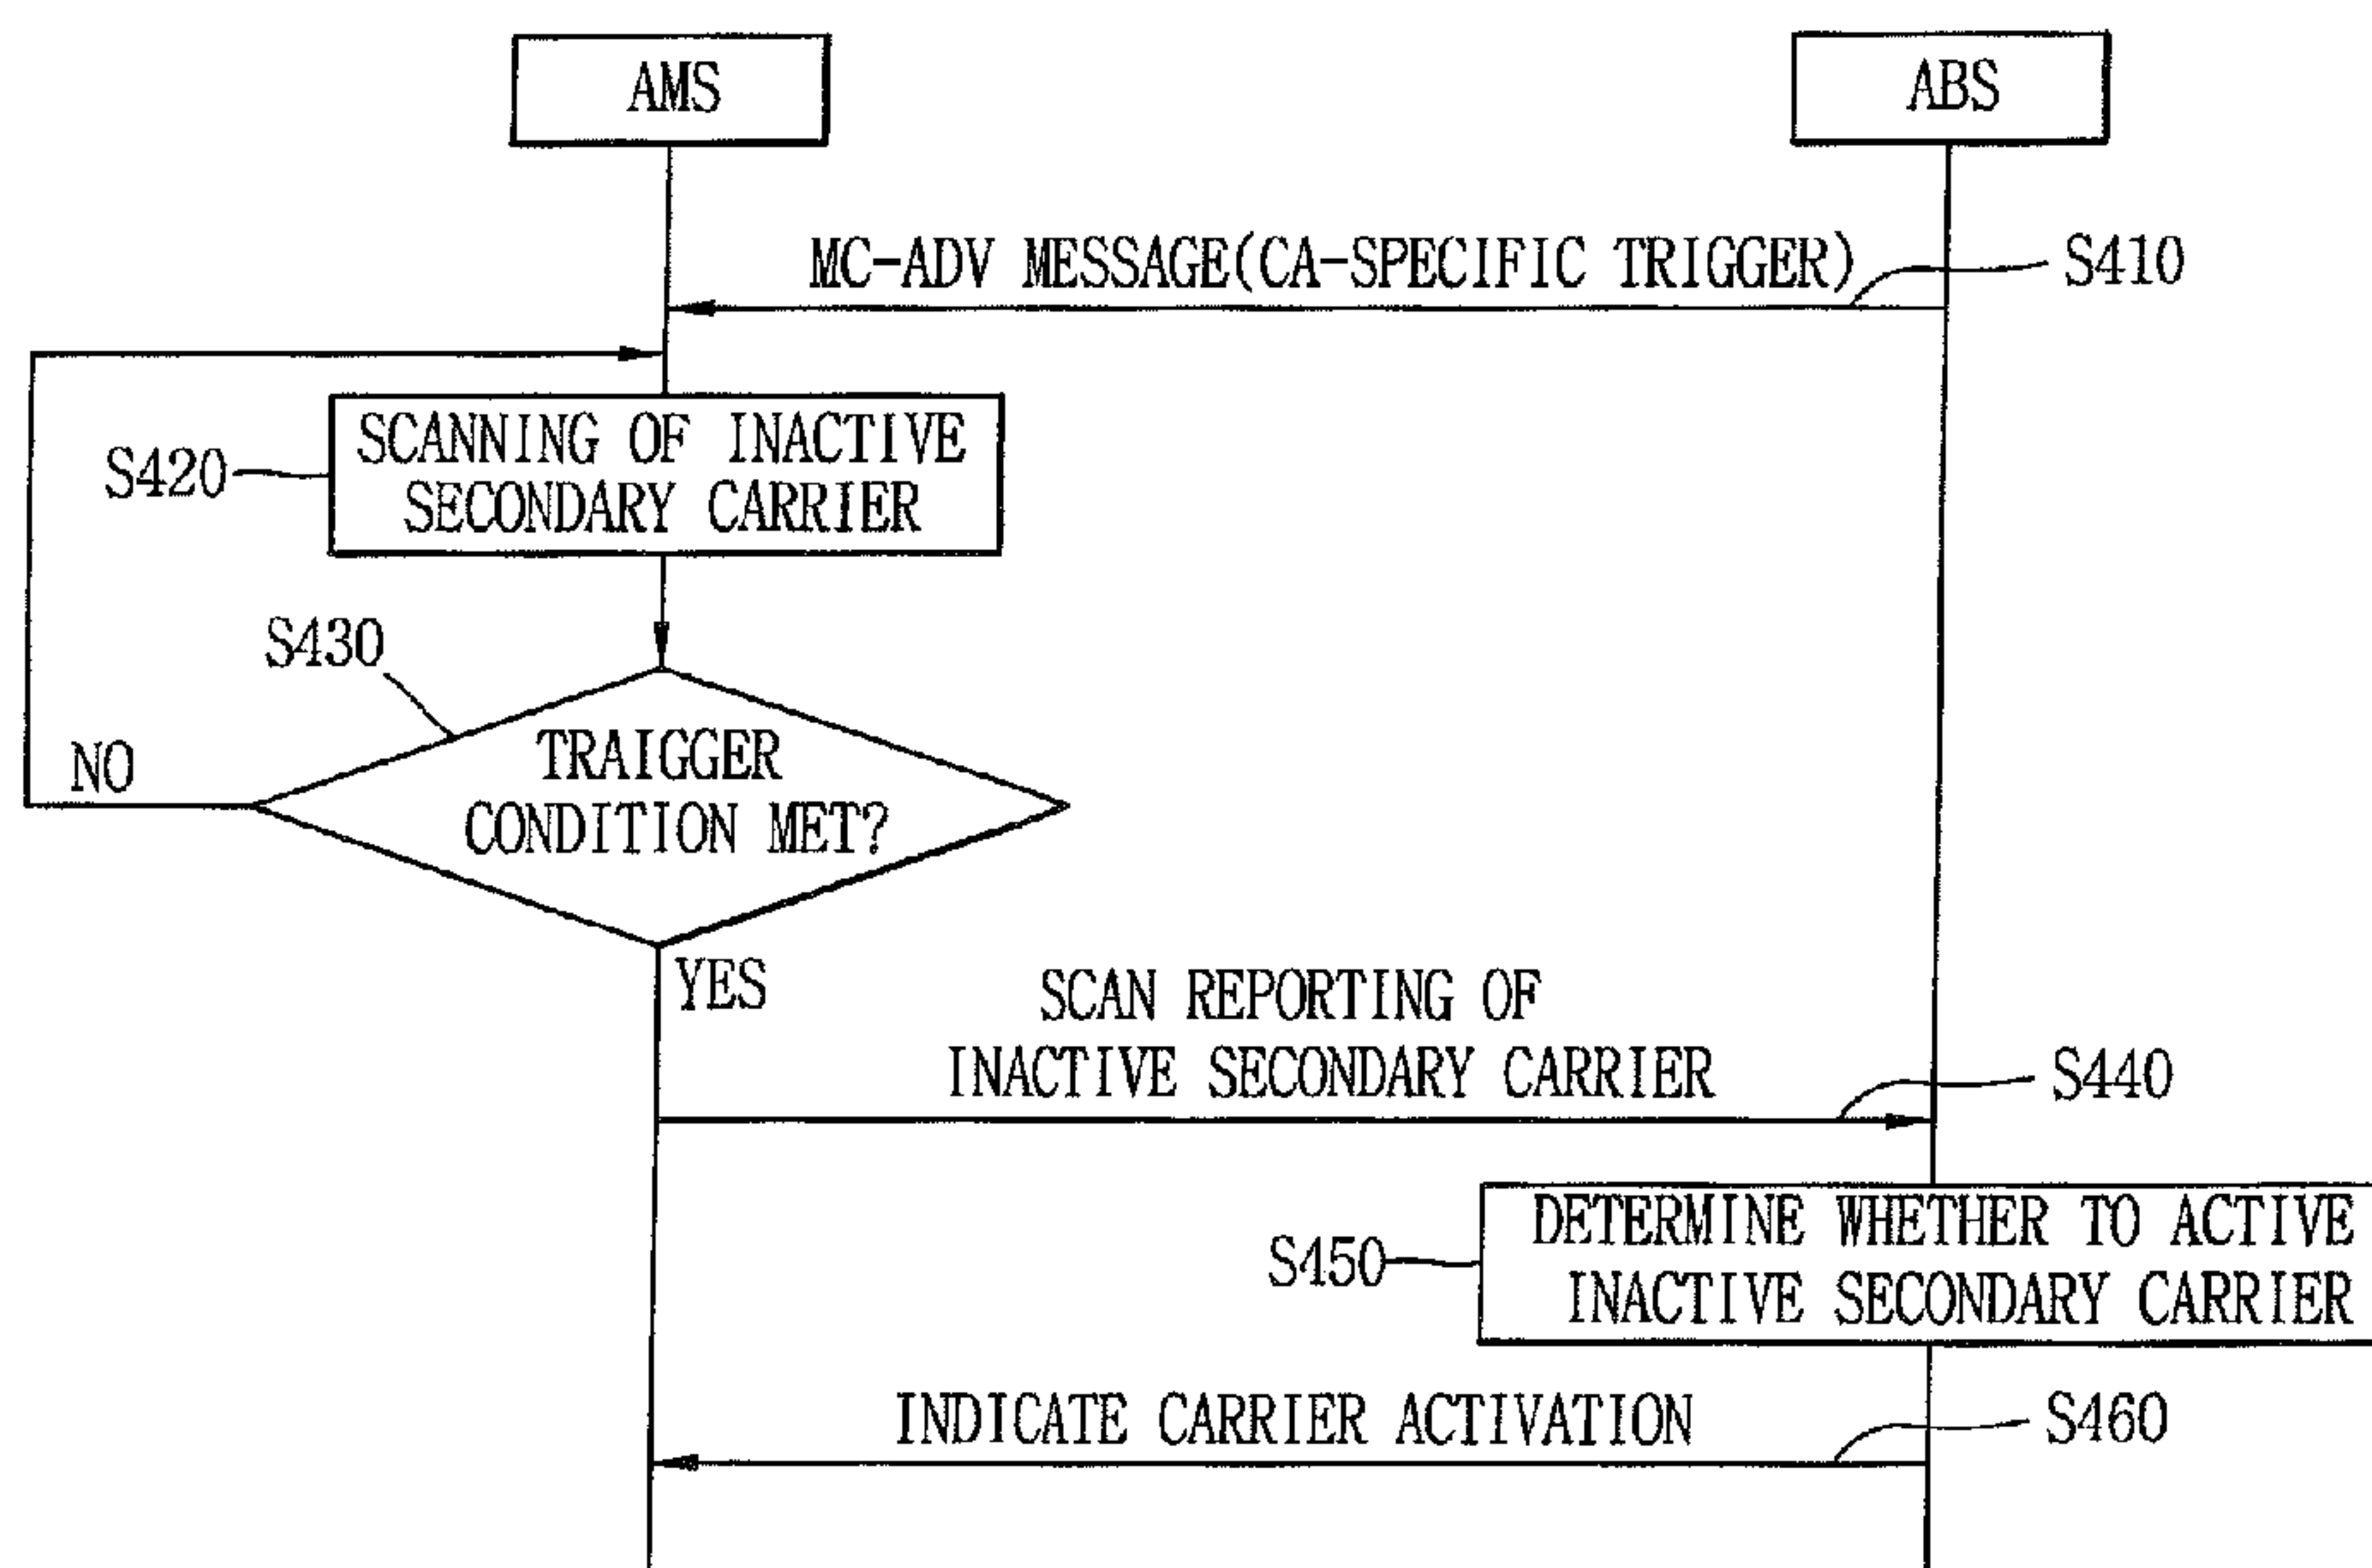 AMS
ABS
MC-ADV MESSAGE(CA-SPECIFIC TRIGGER)
S410
SCANNING OF INACTIVE
SECONDARY CARRIER
S420
S430
TRAIGGER
CONDITION MET?
NO
YES
SCAN REPORTING OF
INACTIVE SECONDARY CARRIER
S440
DETERMINE WHETHER TO ACTIVE
INACTIVE SECONDARY CARRIER
S450
INDICATE CARRIER ACTIVATION
S460